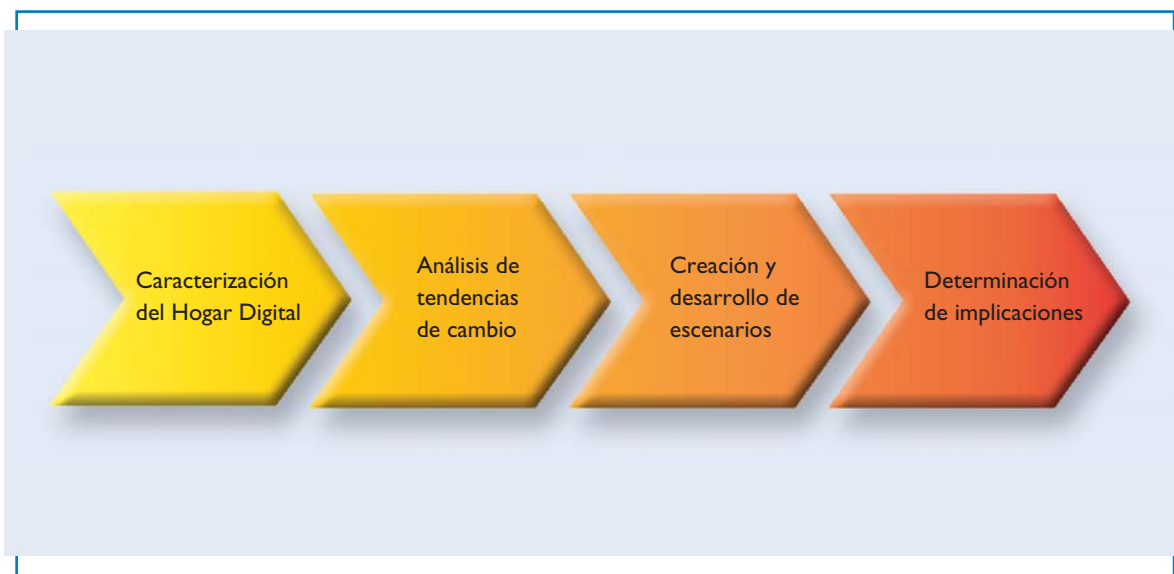 Caracterización
del Hogar Digital
Análisis de
tendencias
de cambio
Creación y
desarrollo de
escenarios
Determinación
de implicaciones